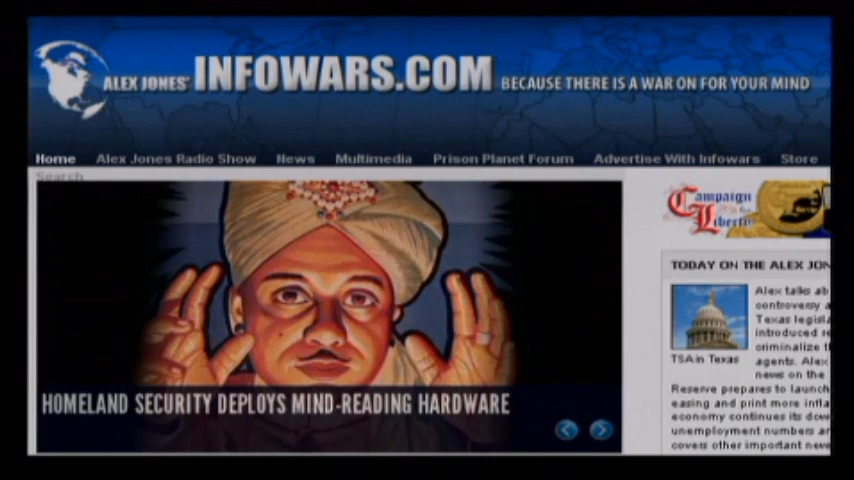 ALEX JONES' INFOWARS.COM BECAUSE THERE IS A WAR ON FOR YOUR MIND
Home Alex Jones Radio Show News Multimedia Prison Planet Forum Advertise With Infowars Store
Search
Campaign
for
Liberty
HOMELAND SECURITY DEPLOYS MIND-READING HARDWARE
TODAY ON THE ALEX JON
Alex talks ab
controversy a
Texas legisla
introduced re
criminalize t
TSA in Texas
agents. Alex
news on the
Reserve prepares to launch
easing and print more infla
economy continues its dow
unemployment numbers ar
covers other important new